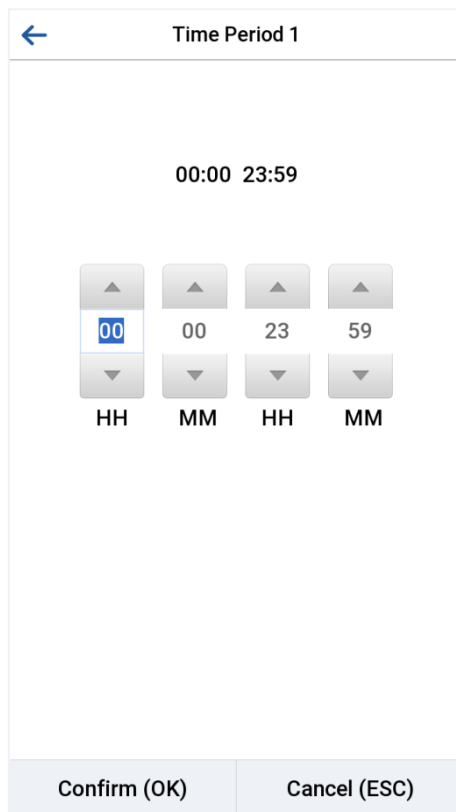 Time Period 1
00:00 23:59
00 00 23 59
HH MM HH MM
Confirm (OK) Cancel (ESC)